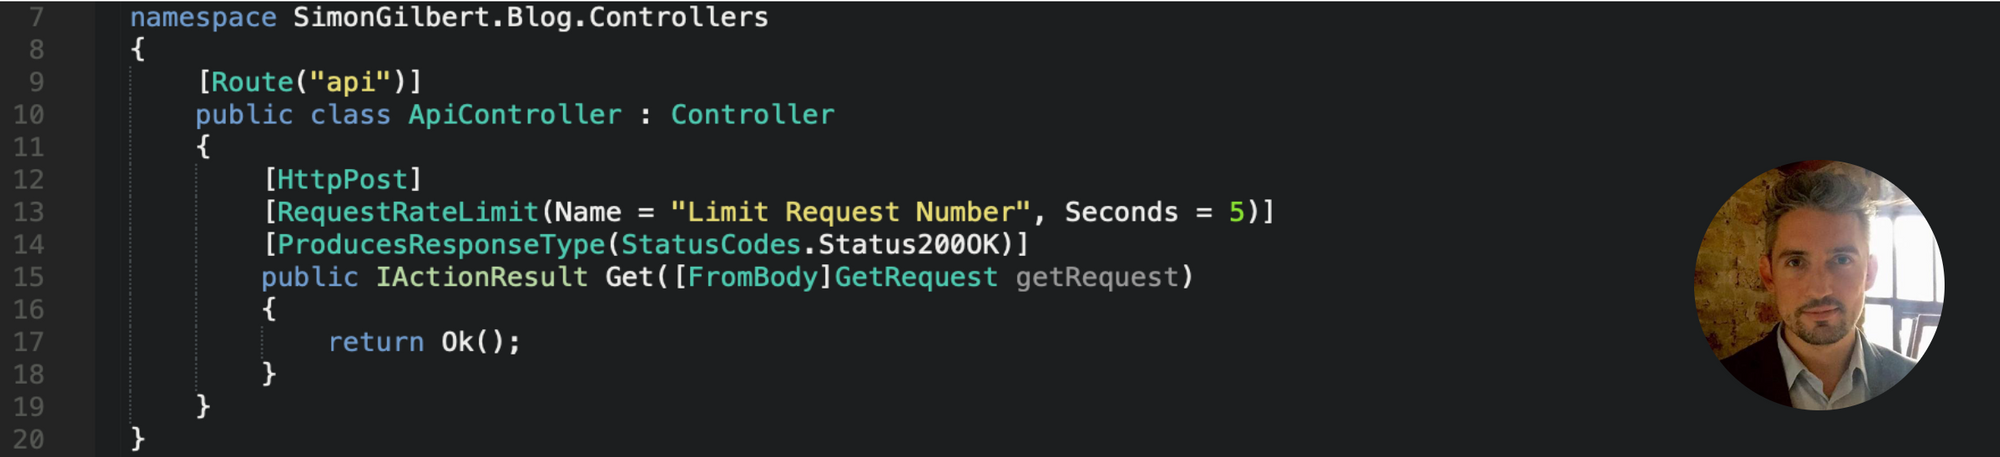 7 namespace SimonGilbert.Blog.Controllers
8 {
9 [Route("api")]
10 public class ApiController : Controller
11 {
12 [HttpPost]
13 [RequestRateLimit(Name = "Limit Request Number", Seconds = 5)]
14 [ProducesResponseType(StatusCodes.Status200OK)]
15 public IActionResult Get([FromBody]GetRequest getRequest)
16 {
17 return Ok();
18 }
19 }
20 }